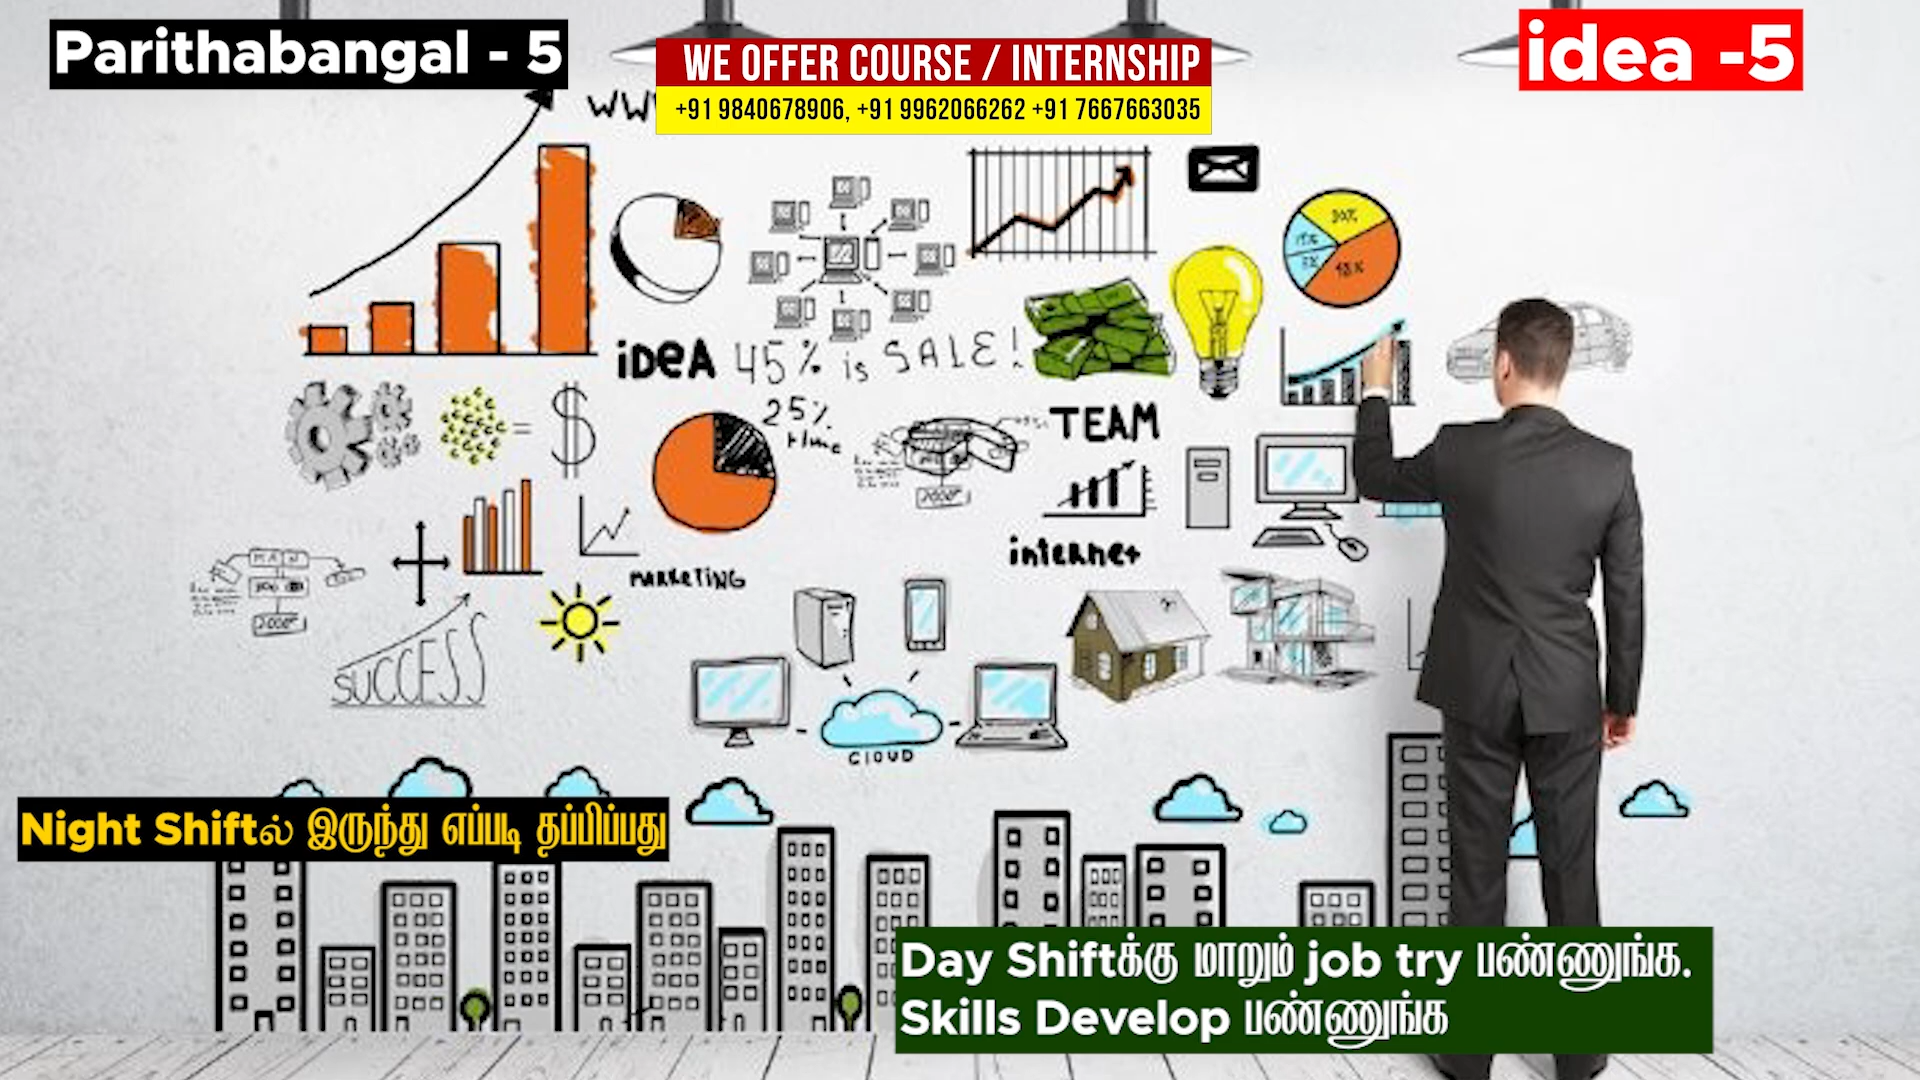 Parithabangal - 5
WE OFFER COURSE / INTERNSHIP
+91 9840678906, +91 9962066262 +91 7667663035
idea -5
iDeA 45% is SALE!
25%
time
TEAM
30%
internet
MARKETING
SUCCESS
CLOUD
Night Shiftல் இருந்து எப்படி தப்பிப்பது
Day Shiftக்கு மாறும் job try பண்ணுங்க.
Skills Develop பண்ணுங்க